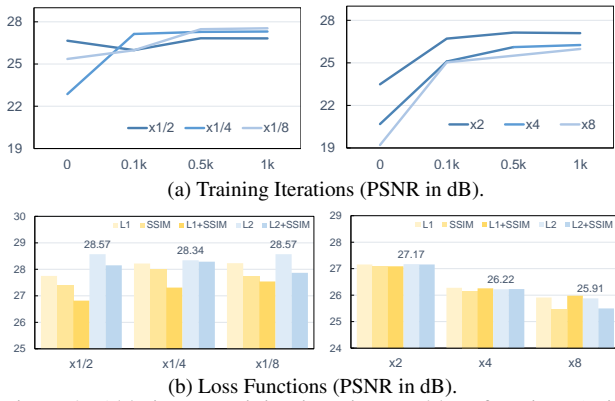 28
25
22
19
x1/2 x1/4 x1/8
0 0.1k 0.5k 1k
28
25
22
19
x2 x4 x8
0 0.1k 0.5k 1k
(a) Training Iterations (PSNR in dB).
30
29
28
27
26
25
L1 SSIM L1+SSIM L2 L2+SSIM
28.57 28.34 28.57
x1/2 x1/4 x1/8
29
28
27
26
25
24
L1 SSIM L1+SSIM L2 L2+SSIM
27.17
26.22
25.91
x2 x4 x8
(b) Loss Functions (PSNR in dB).